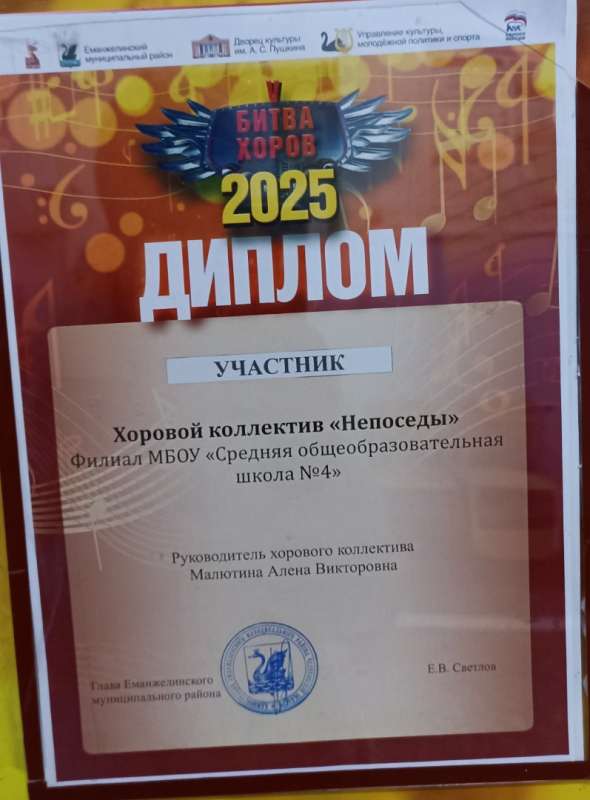 Еманжелинский
муниципальный район
Дворец культуры
им. А. С. Пушкина
Управление культуры,
молодёжной политики и спорта
V
БИТВА
ХОРОВ
2025
ДИПЛОМ
УЧАСТНИК
Хоровой коллектив «Непоседы»
Филиал МБОУ «Средняя общеобразовательная
школа №4»
Руководитель хорового коллектива
Малютина Алена Викторовна
Глава Еманжелинского
муниципального района
Е.В. Светлов